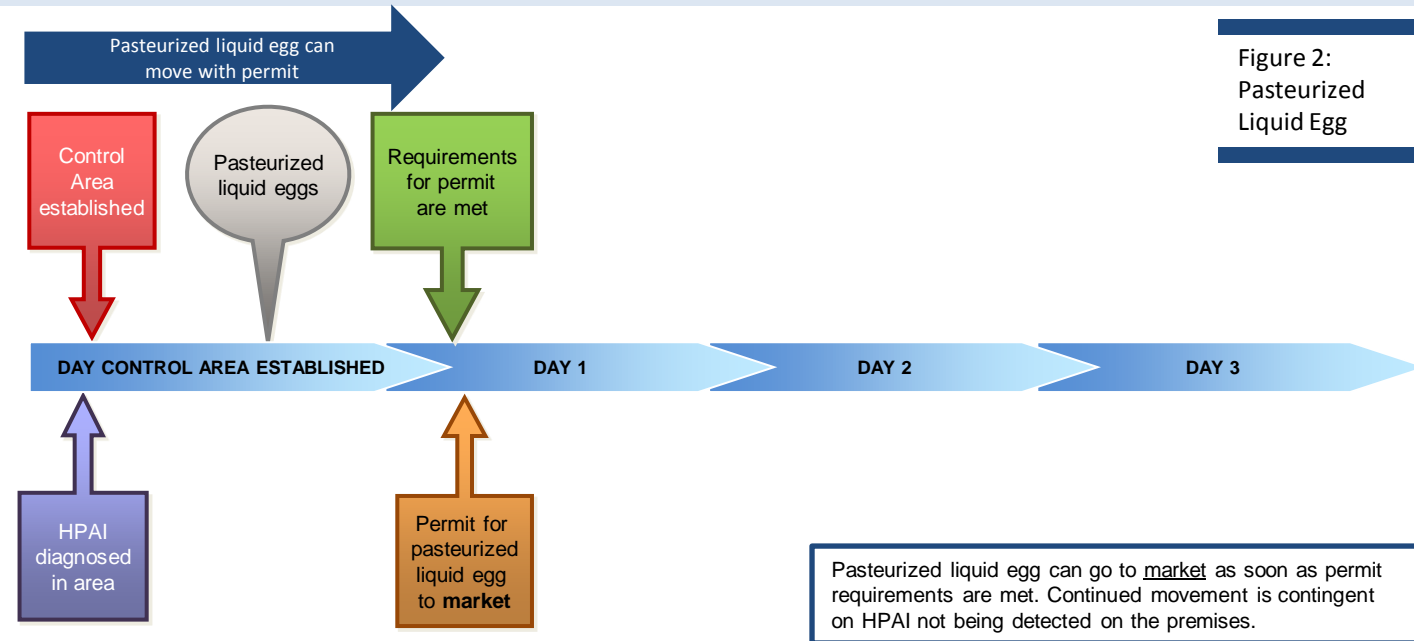 Pasteurized liquid egg can
move with permit
Figure 2:
Pasteurized
Liquid Egg
Control
Area
established
Pasteurized
liquid eggs
Requirements
for permit
are met
DAY CONTROL AREA ESTABLISHED
DAY 1
DAY 2
DAY 3
HPAI
diagnosed
in area
Permit for
pasteurized
liquid egg
to market
Pasteurized liquid egg can go to market as soon as permit
requirements are met. Continued movement is contingent
on HPAI not being detected on the premises.